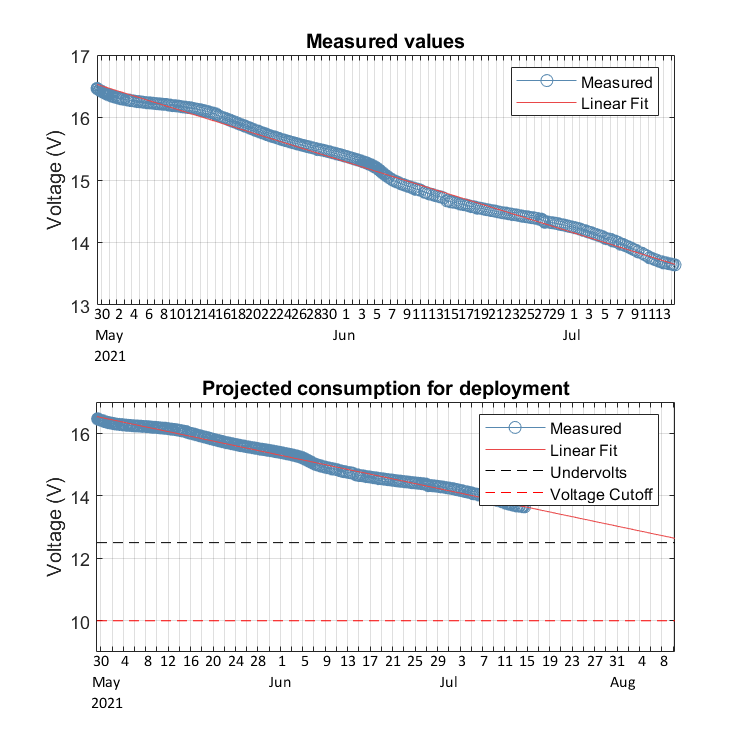 Measured values
17
16
15
14
13
Voltage (V)
Measured
Linear Fit
30 2 4 6 8 10 12 14 16 18 20 22 24 26 28 30 1 3 5 7 9 11 13 15 17 19 21 23 25 27 29 1 3 5 7 9 11 13
May Jun Jul
2021
Projected consumption for deployment
16
14
12
10
Voltage (V)
Measured
Linear Fit
Undervolts
Voltage Cutoff
30 4 8 12 16 20 24 28 1 5 9 13 17 21 25 29 3 7 11 15 19 23 27 31 4 8
May Jun Jul Aug
2021